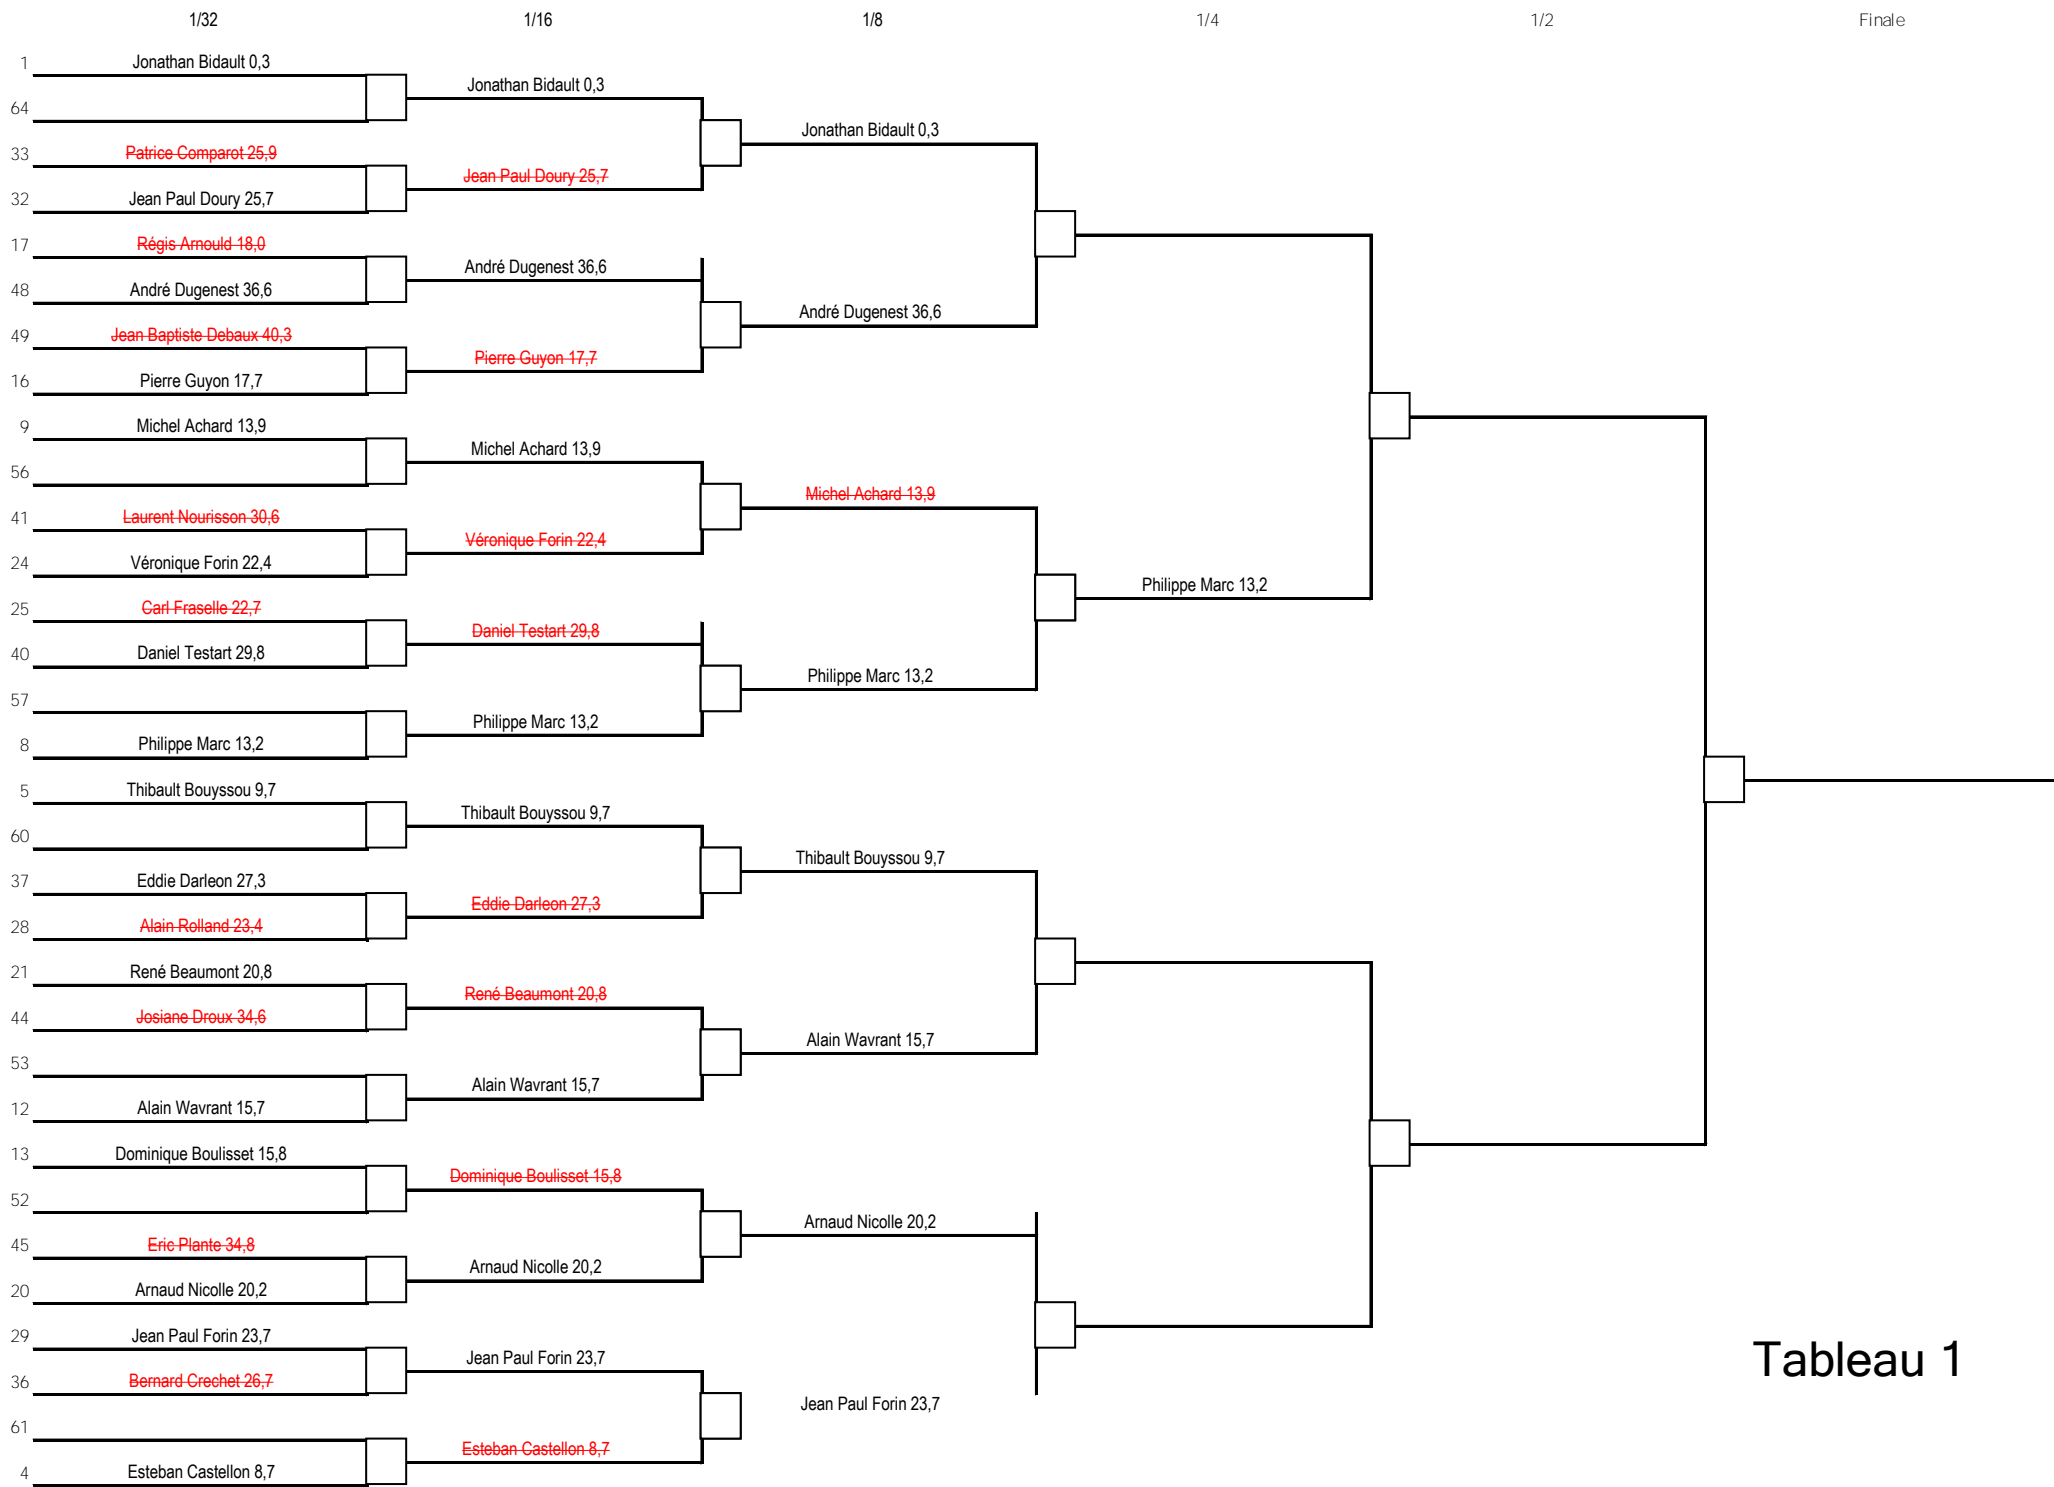 1/32 1/16 1/8 1/4 1/2 Finale
1 Jonathan Bidault 0,3
Jonathan Bidault 0,3
64
Jonathan Bidault 0,3
33 Patrice Comparot 25,9
Jean Paul Doury 25,7
32 Jean Paul Doury 25,7
17 Régis Arnould 18,0
André Dugenest 36,6
48 André Dugenest 36,6
André Dugenest 36,6
49 Jean Baptiste Debaux 40,3
Pierre Guyon 17,7
16 Pierre Guyon 17,7
9 Michel Achard 13,9
Michel Achard 13,9
56
Michel Achard 13,9
41 Laurent Nourisson 30,6
Véronique Forin 22,4
24 Véronique Forin 22,4
Philippe Marc 13,2
25 Carl Fraselle 22,7
Daniel Testart 29,8
40 Daniel Testart 29,8
Philippe Marc 13,2
57
Philippe Marc 13,2
8 Philippe Marc 13,2
5 Thibault Bouyssou 9,7
Thibault Bouyssou 9,7
60
Thibault Bouyssou 9,7
37 Eddie Darleon 27,3
Eddie Darleon 27,3
28 Alain Rolland 23,4
21 René Beaumont 20,8
René Beaumont 20,8
44 Josiane Droux 34,6
Alain Wavrant 15,7
53
Alain Wavrant 15,7
12 Alain Wavrant 15,7
13 Dominique Boulisset 15,8
Dominique Boulisset 15,8
52
Arnaud Nicolle 20,2
45 Eric Plante 34,8
Arnaud Nicolle 20,2
20 Arnaud Nicolle 20,2
29 Jean Paul Forin 23,7
Jean Paul Forin 23,7
Tableau 1
36 Bernard Crechet 26,7
Jean Paul Forin 23,7
61
Esteban Castellon 8,7
4 Esteban Castellon 8,7